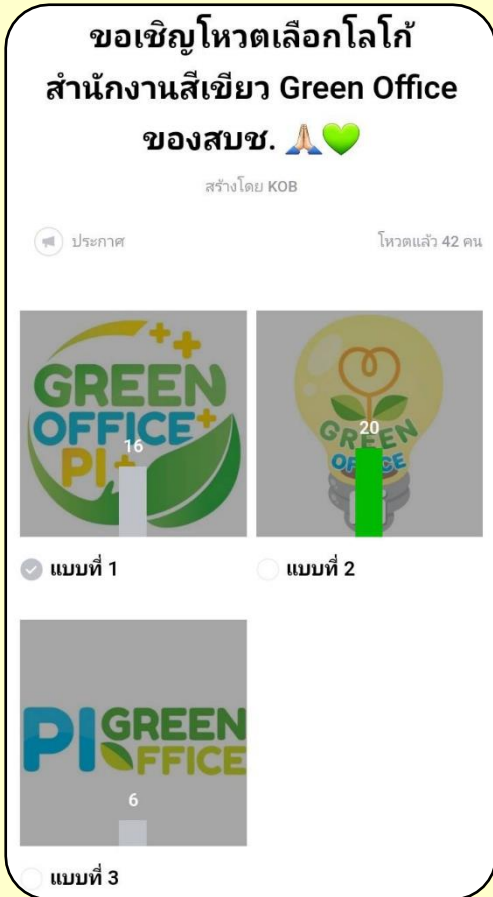 ขอเชิญโหวตเลือกโลโก้
สำนักงานสีเขียว Green Office
ของสบช. 🙏🏻💚
สร้างโดย KOB
ประกาศ
โหวตแล้ว 42 คน
GREEN
OFFICE
PI
16
GREEN
OFFICE
20
แบบที่ 1
แบบที่ 2
PI GREEN
OFFICE
6
แบบที่ 3